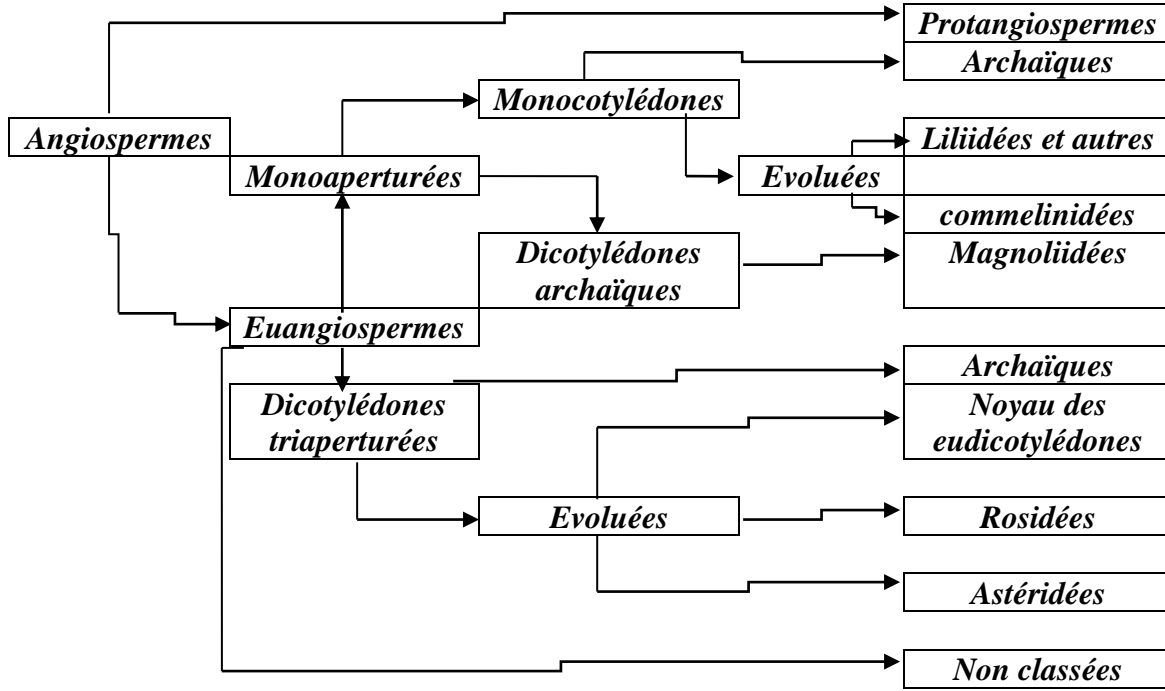 Protangiospermes
Archaïques
Monocotylédones
Angiospermes
Liliidées et autres
Monoaperturées
Evoluées
commelinidées
Dicotylédones
archaïques
Magnoliidées
Euangiospermes
Archaïques
Dicotylédones
triaperturées
Noyau des
eudicotylédones
Evoluées
Rosidées
Astéridées
Non classées